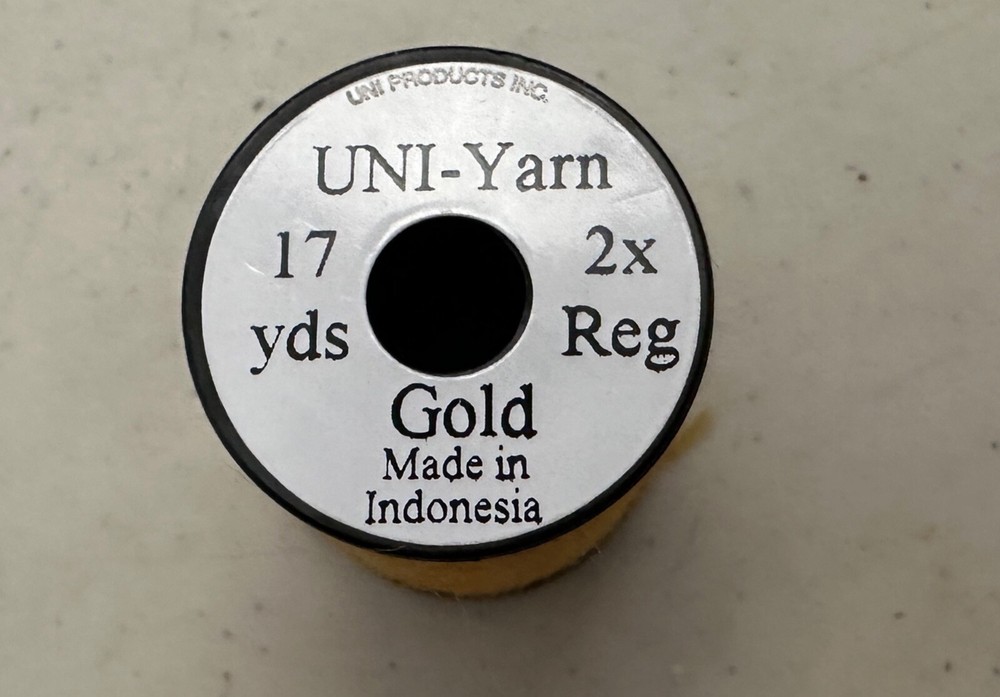 UNI PRODUCTS INC.
UNI-Yarn
17
yds
2x
Reg
Gold
Made in
Indonesia